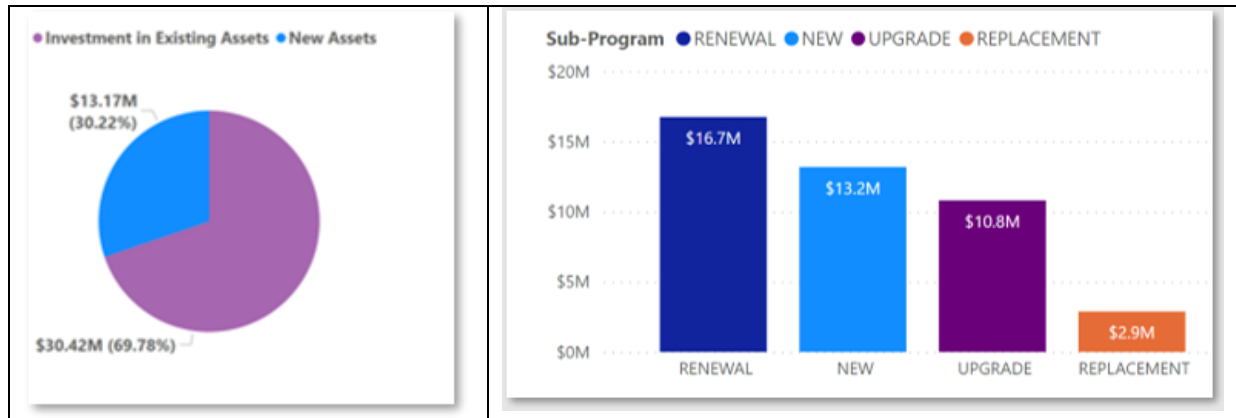 Investment in Existing Assets New Assets
$13.17M
(30.22%)
$30.42M (69.78%)
Sub-Program RENEWAL NEW UPGRADE REPLACEMENT
$20M
$15M
$10M
$5M
$0M
$16.7M
$13.2M
$10.8M
$2.9M
RENEWAL NEW UPGRADE REPLACEMENT